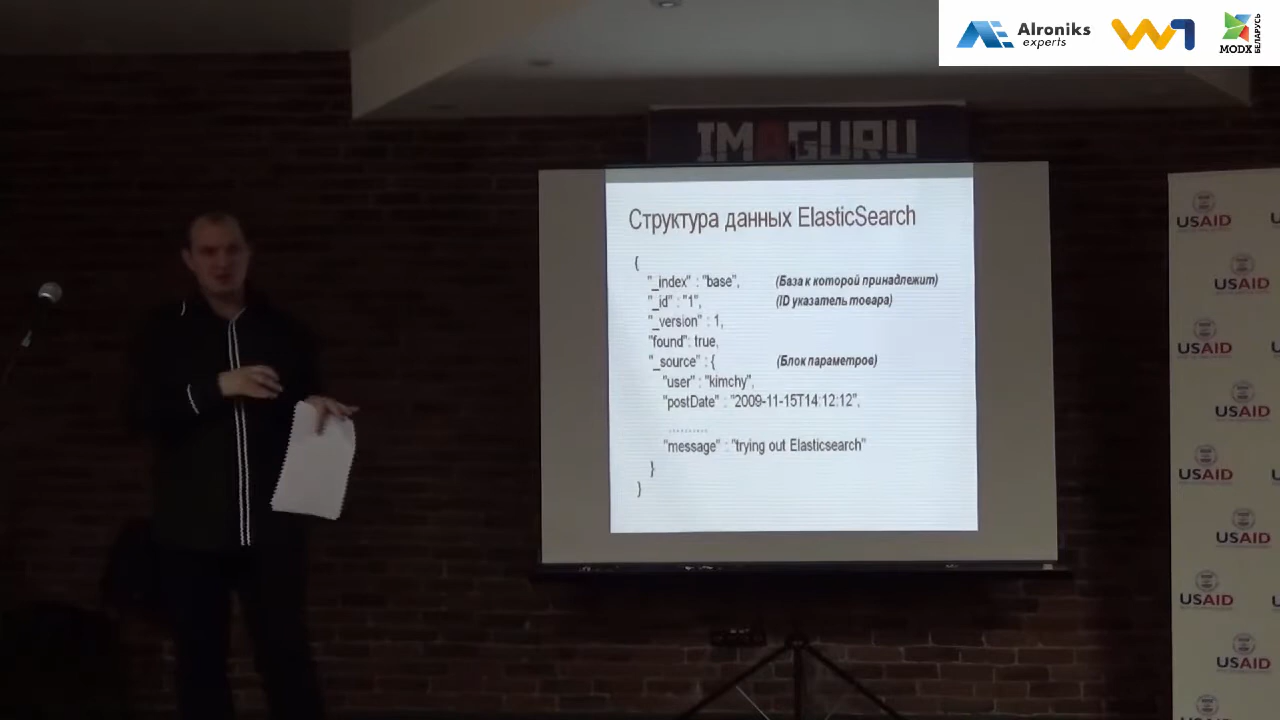 Alroniks
experts
MODX
БЕЛАРУСЬ
IMAGURU
Структура данных ElasticSearch
{
"_index" : "base", (База к которой принадлежит)
"_id" : "1", (ID указатель товара)
"_version" : 1,
"found": true,
"_source" : { (Блок параметров)
"user" : "kimchy",
"postDate" : "2009-11-15T14:12:12",
..........
"message" : "trying out Elasticsearch"
}
}
USAID
USAID
USAID
USAID
USAID
USAID
USAID
USAID